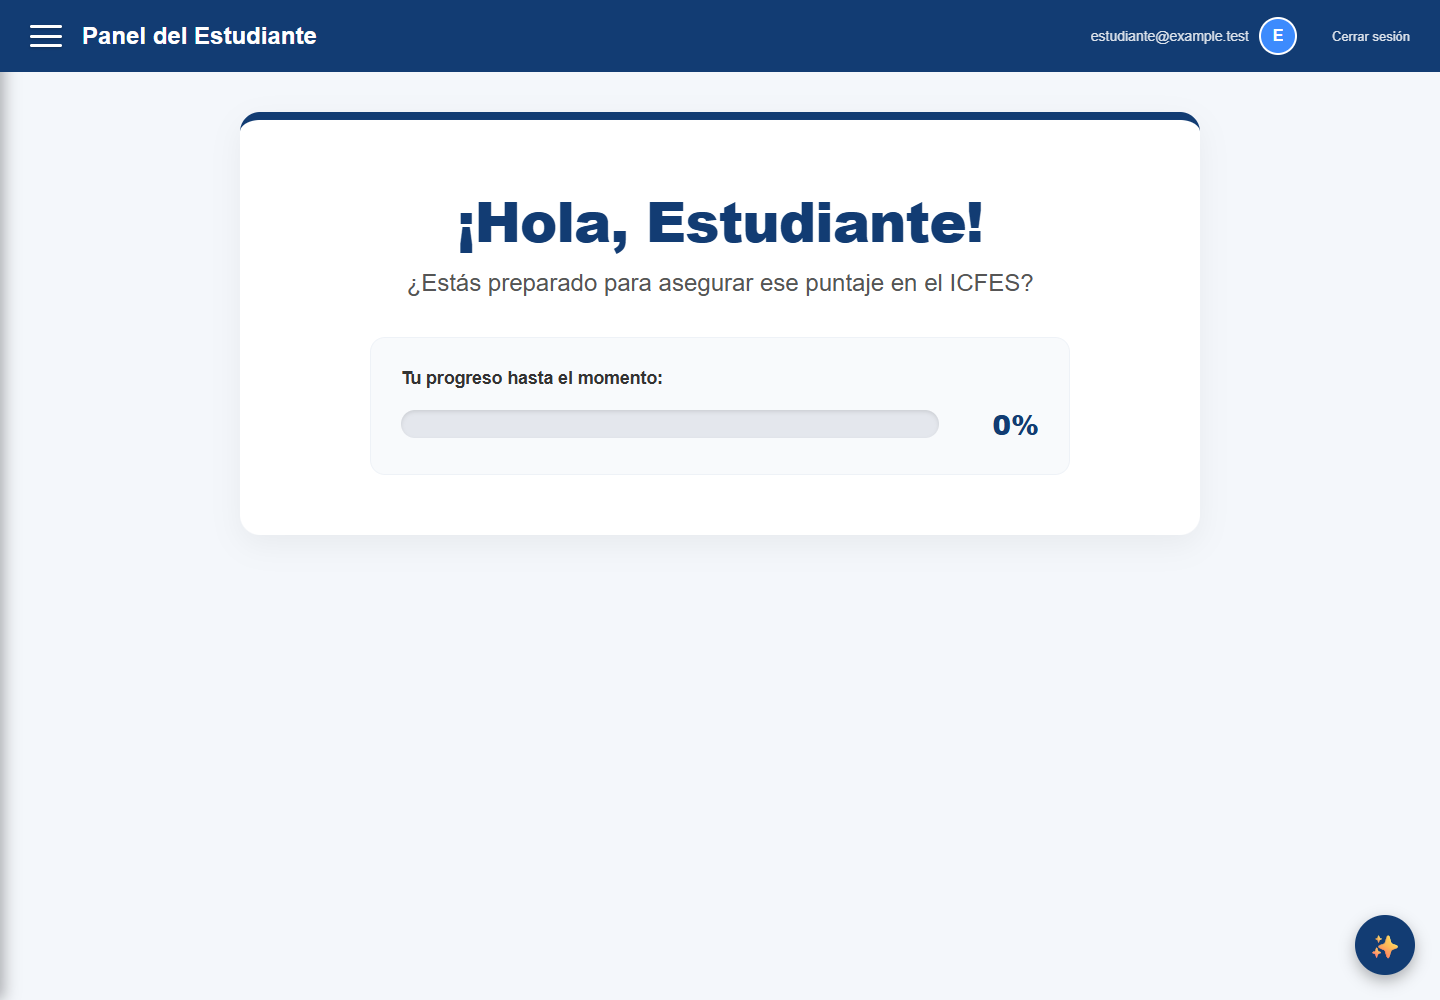 Panel del Estudiante
estudiante@example.test
E
Cerrar sesión
¡Hola, Estudiante!
¿Estás preparado para asegurar ese puntaje en el ICFES?
Tu progreso hasta el momento:
0%